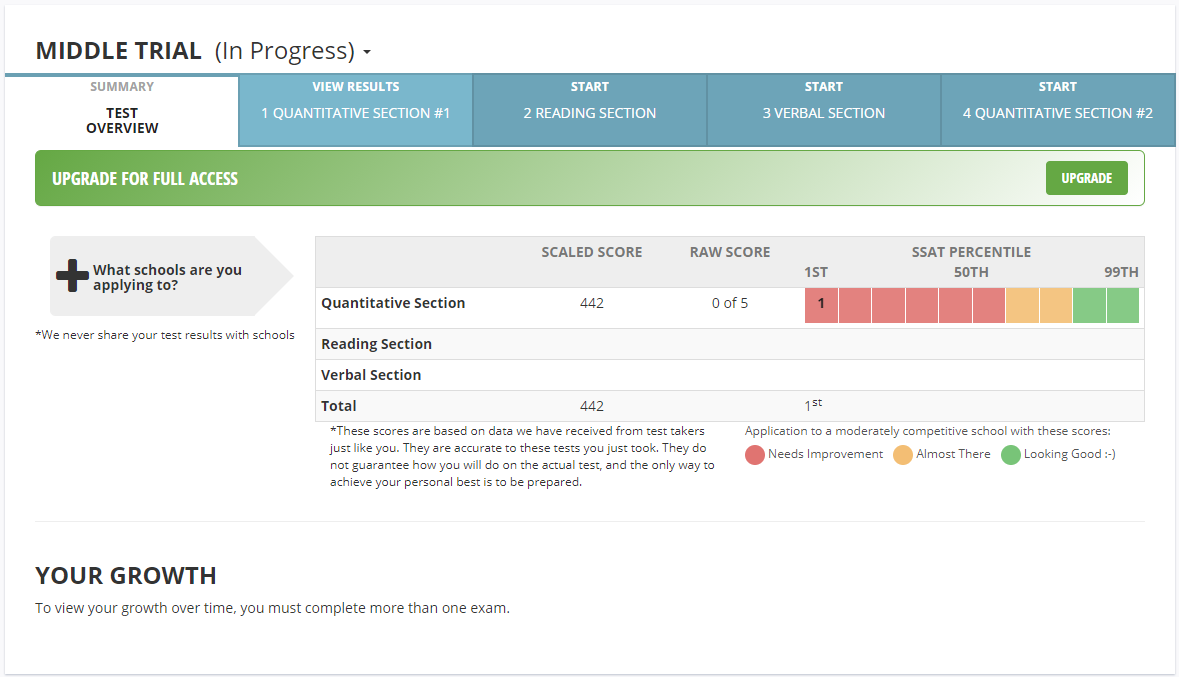 MIDDLE TRIAL (In Progress)
SUMMARY
TEST
OVERVIEW
VIEW RESULTS
1 QUANTITATIVE SECTION #1
START
2 READING SECTION
START
3 VERBAL SECTION
START
4 QUANTITATIVE SECTION #2
UPGRADE FOR FULL ACCESS
UPGRADE
What schools are you
applying to?
*We never share your test results with schools
SCALED SCORE RAW SCORE SSAT PERCENTILE
1ST 50TH 99TH
Quantitative Section 442 0 of 5 1
Reading Section
Verbal Section
Total 442 1st
*These scores are based on data we have received from test takers
just like you. They are accurate to these tests you just took. They do
not guarantee how you will do on the actual test, and the only way to
achieve your personal best is to be prepared.
Application to a moderately competitive school with these scores:
Needs Improvement Almost There Looking Good :-)
YOUR GROWTH
To view your growth over time, you must complete more than one exam.